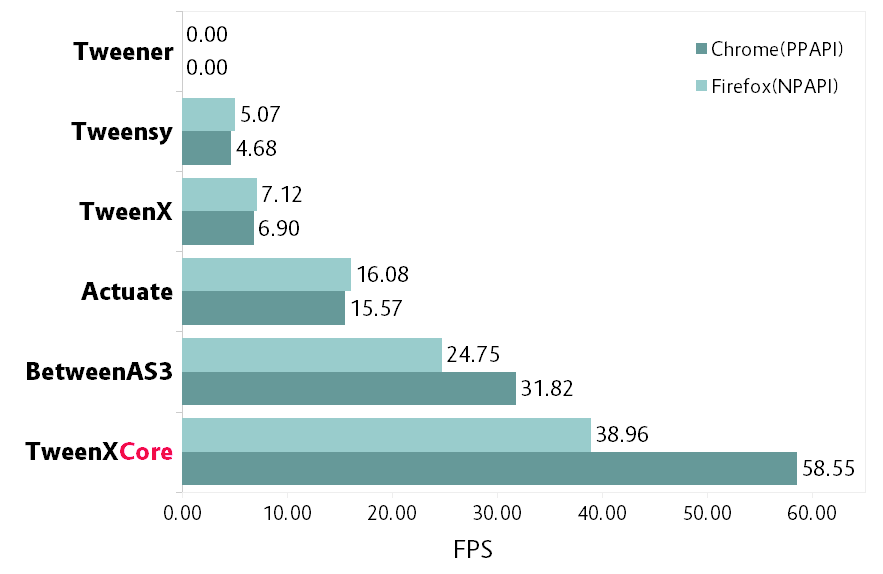 Tweener
0.00
0.00
Chrome(PPAPI)
Firefox(NPAPI)
Tweensy
5.07
4.68
TweenX
7.12
6.90
Actuate
16.08
15.57
BetweenAS3
24.75
31.82
TweenXCore
38.96
58.55
0.00 10.00 20.00 30.00 40.00 50.00 60.00
FPS